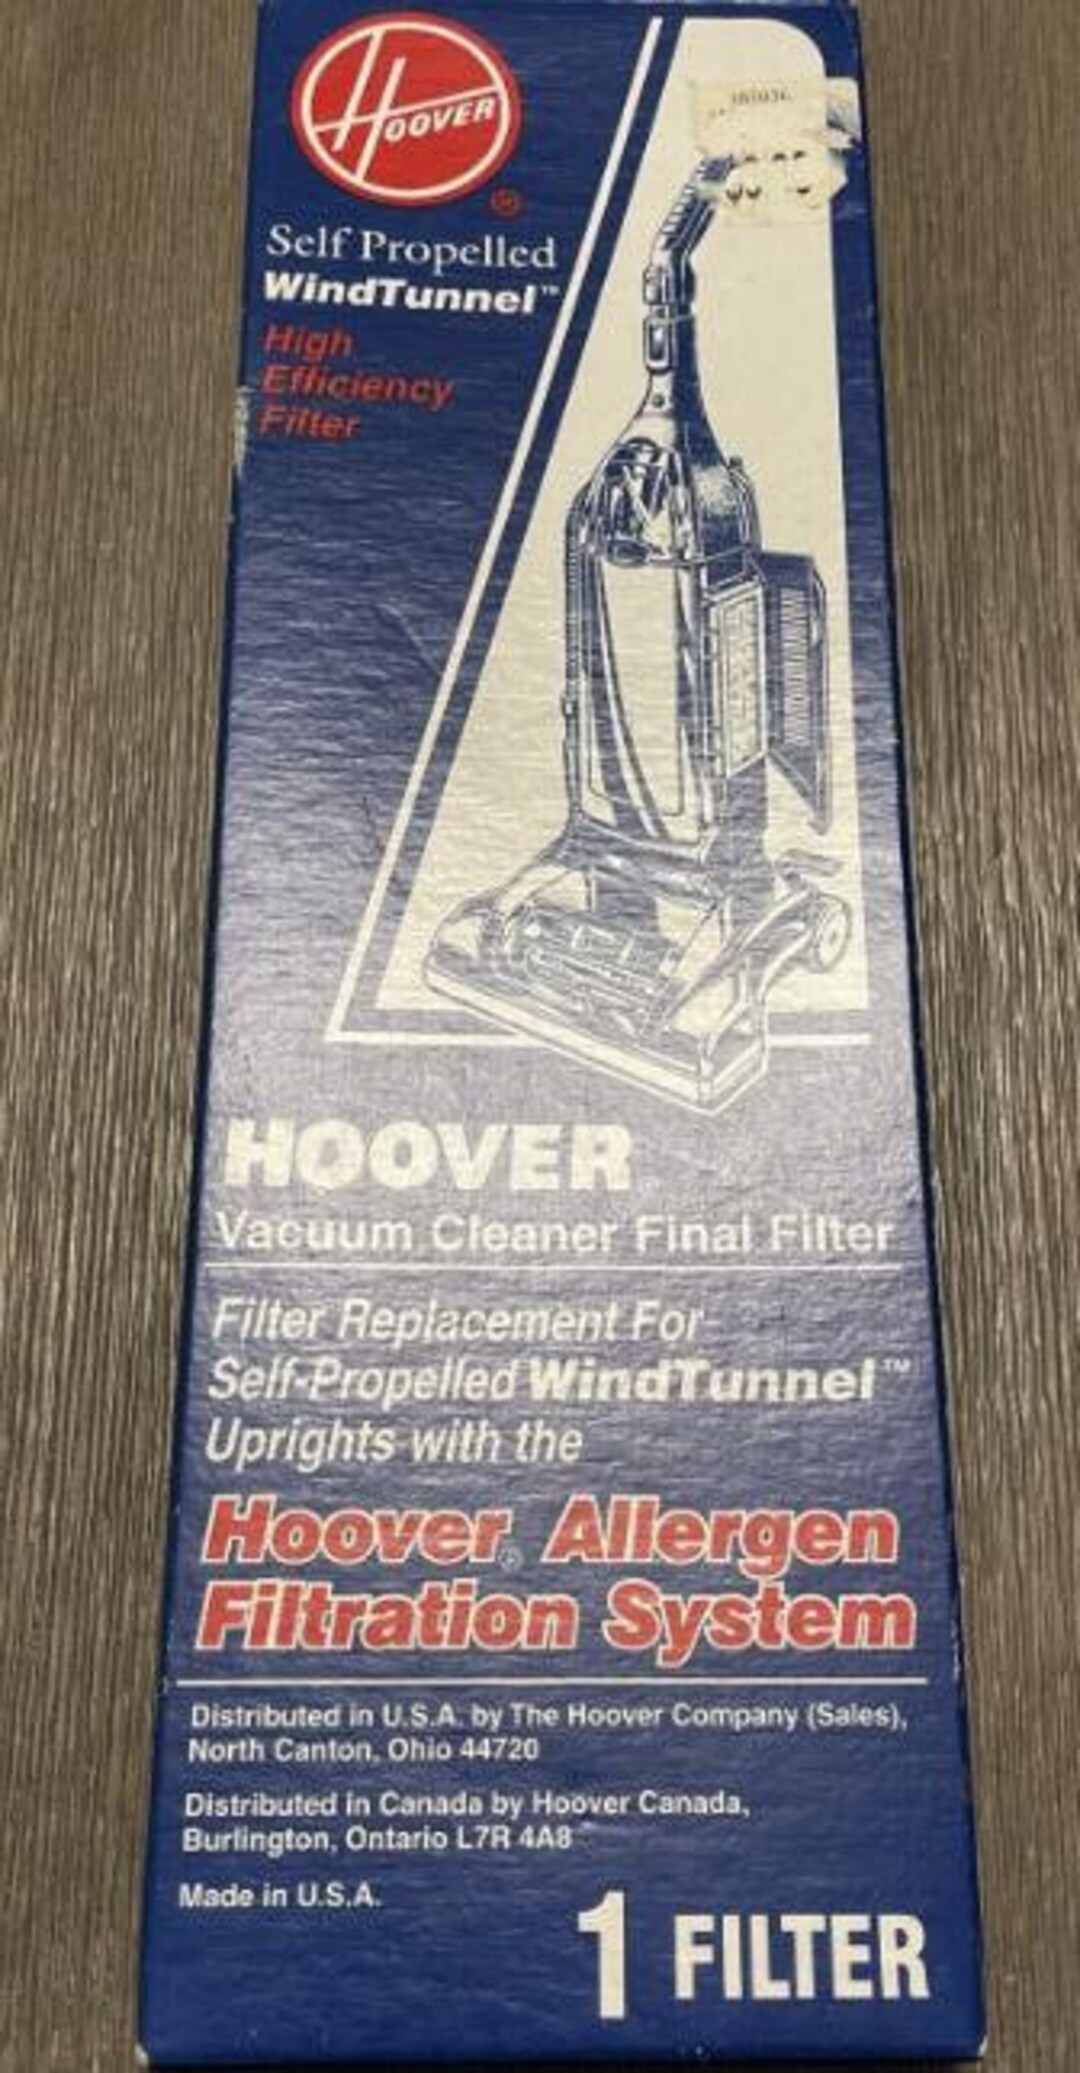 HOOVER
®
Self Propelled
WindTunnel™
High
Efficiency
Filter
HOOVER
Vacuum Cleaner Final Filter
Filter Replacement For
Self-Propelled WindTunnel™
Uprights with the
Hoover® Allergen
Filtration System
Distributed in U.S.A. by The Hoover Company (Sales),
North Canton, Ohio 44720
Distributed in Canada by Hoover Canada,
Burlington, Ontario L7R 4A8
Made in U.S.A.
1 FILTER